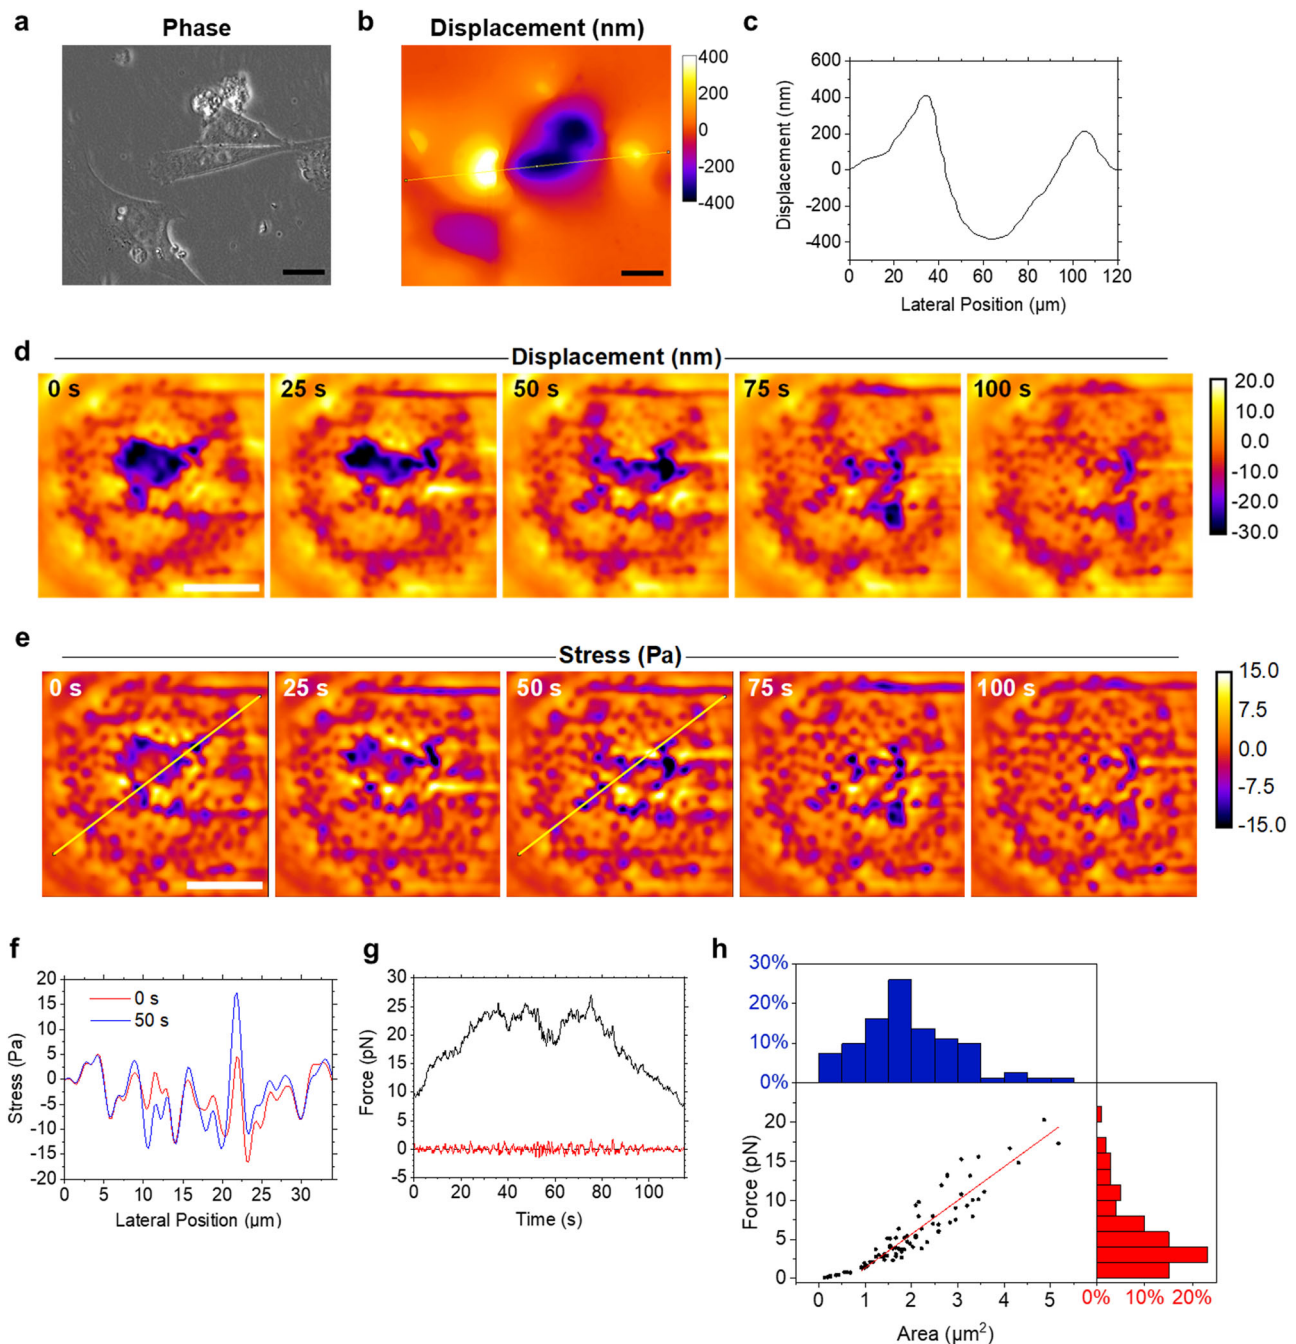 a
Phase
b
Displacement (nm)
400
200
0
-200
-400
c
600
400
200
0
-200
-400
Displacement (nm)
0 20 40 60 80 100 120
Lateral Position (µm)
d
Displacement (nm)
0 s 25 s 50 s 75 s 100 s
20.0
10.0
0.0
-10.0
-20.0
-30.0
e
Stress (Pa)
0 s 25 s 50 s 75 s 100 s
15.0
7.5
0.0
-7.5
-15.0
f
20
15
10
5
0
-5
-10
-15
-20
Stress (Pa)
0 s
50 s
0 5 10 15 20 25 30
Lateral Position (µm)
g
30
25
20
15
10
5
0
-5
Force (pN)
0 20 40 60 80 100
Time (s)
h
30%
20%
10%
0%
20
15
10
5
0
Force (pN)
0 1 2 3 4 5
Area (µm²)
0% 10% 20%